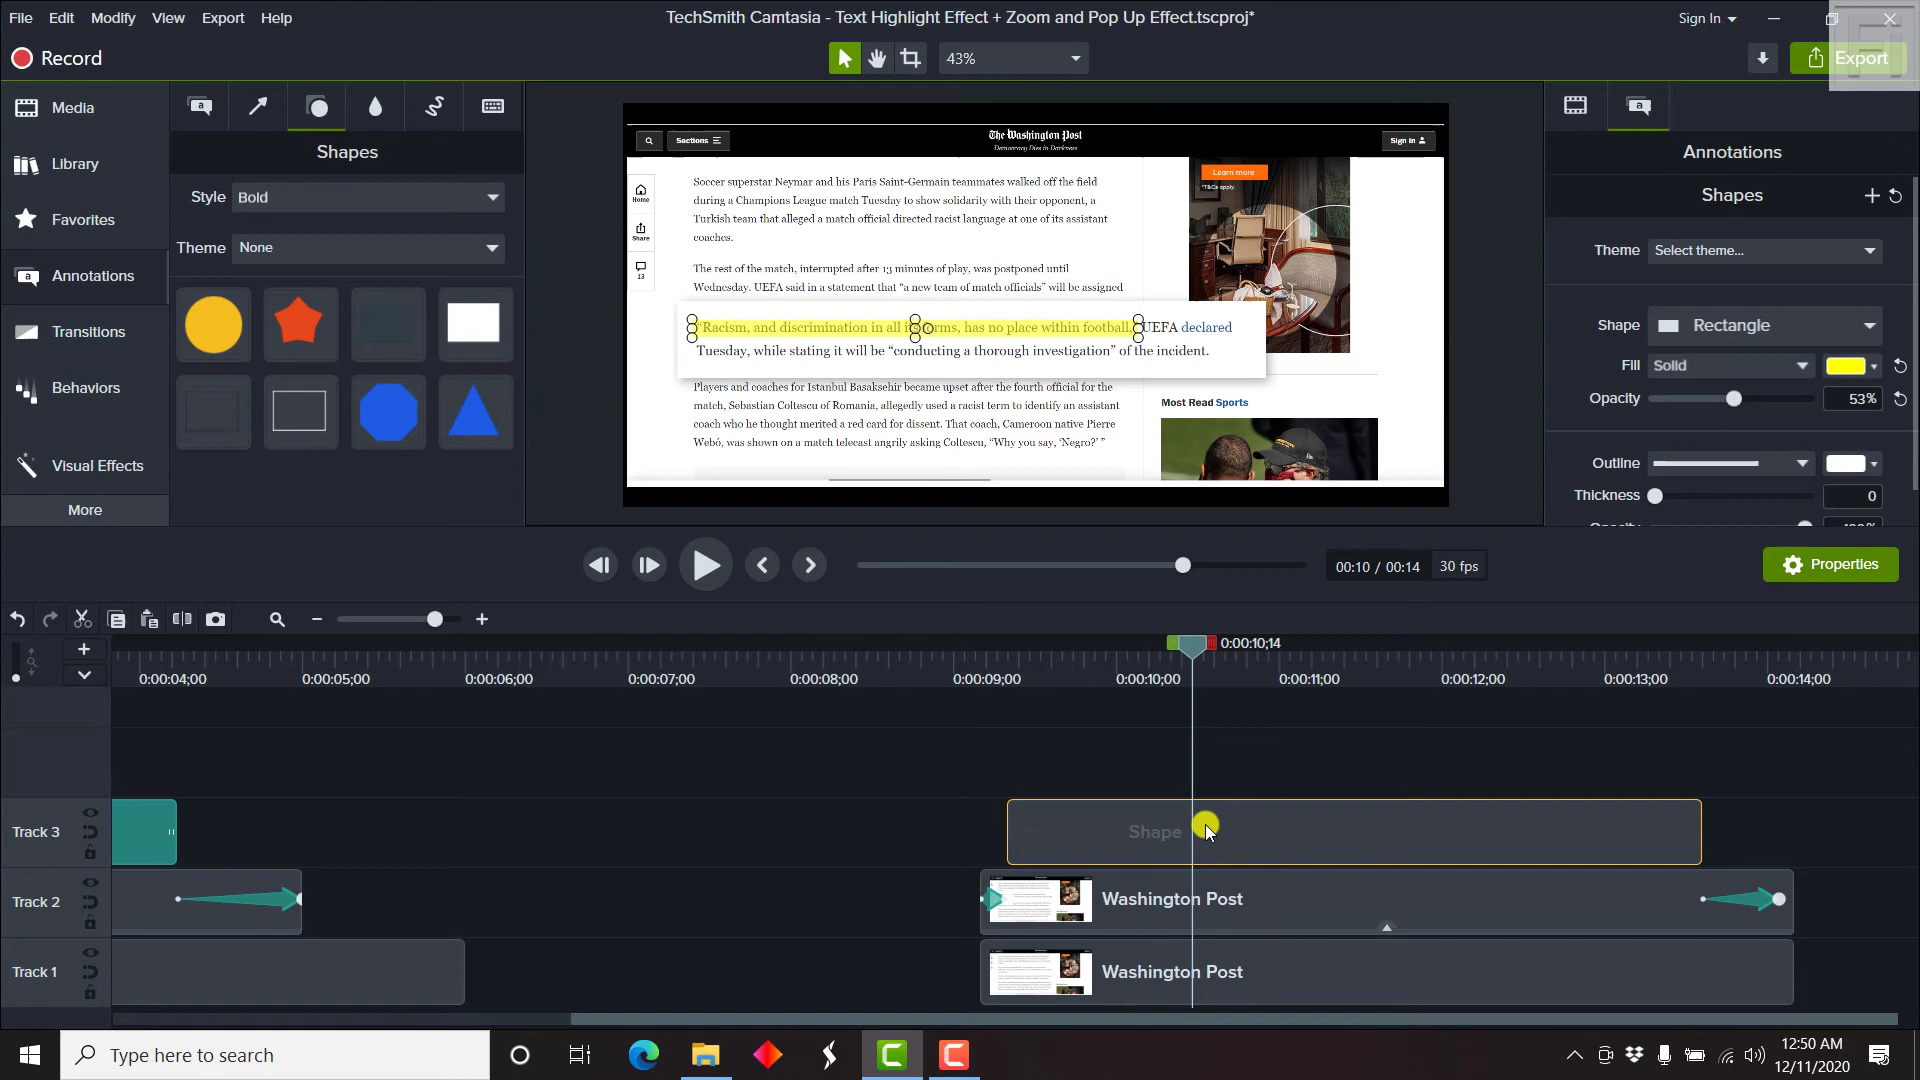 File Edit Modify View Export Help
TechSmith Camtasia - Text Highlight Effect + Zoom and Pop Up Effect.tscproj*
Sign In
Record
43%
Export
Media
Library
Favorites
Annotations
Transitions
Behaviors
Visual Effects
More
Shapes
Style Bold
Theme None
Sections
The Washington Post
Democracy Dies in Darkness
Sign in
Home
Share
13
Soccer superstar Neymar and his Paris Saint-Germain teammates walked off the field
during a Champions League match Tuesday to show solidarity with their opponent, a
Turkish team that alleged a match official directed racist language at one of its assistant
coaches.
The rest of the match, interrupted after 13 minutes of play, was postponed until
Wednesday. UEFA said in a statement that “a new team of match officials” will be assigned
“Racism, and discrimination in all its forms, has no place within football,” UEFA declared
Tuesday, while stating it will be “conducting a thorough investigation” of the incident.
Players and coaches for Istanbul Basaksehir became upset after the fourth official for the
match, Sebastian Coltescu of Romania, allegedly used a racist term to identify an assistant
coach who he thought merited a red card for dissent. That coach, Cameroon native Pierre
Webó, was shown on a match telecast angrily asking Coltescu, “Why you say, ‘Negro?’ ”
Learn more
*T&Cs apply.
Most Read Sports
Annotations
Shapes
Theme Select theme...
Shape Rectangle
Fill Solid
Opacity 53%
Outline
Thickness 0
00:10 / 00:14 30 fps
Properties
0:00:10;14
0:00:04;00 0:00:05;00 0:00:06;00 0:00:07;00 0:00:08;00 0:00:09;00 0:00:10;00 0:00:11;00 0:00:12;00 0:00:13;00 0:00:14;00
Track 3
Shape
Track 2
Washington Post
Track 1
Washington Post
Type here to search
12:50 AM
12/11/2020